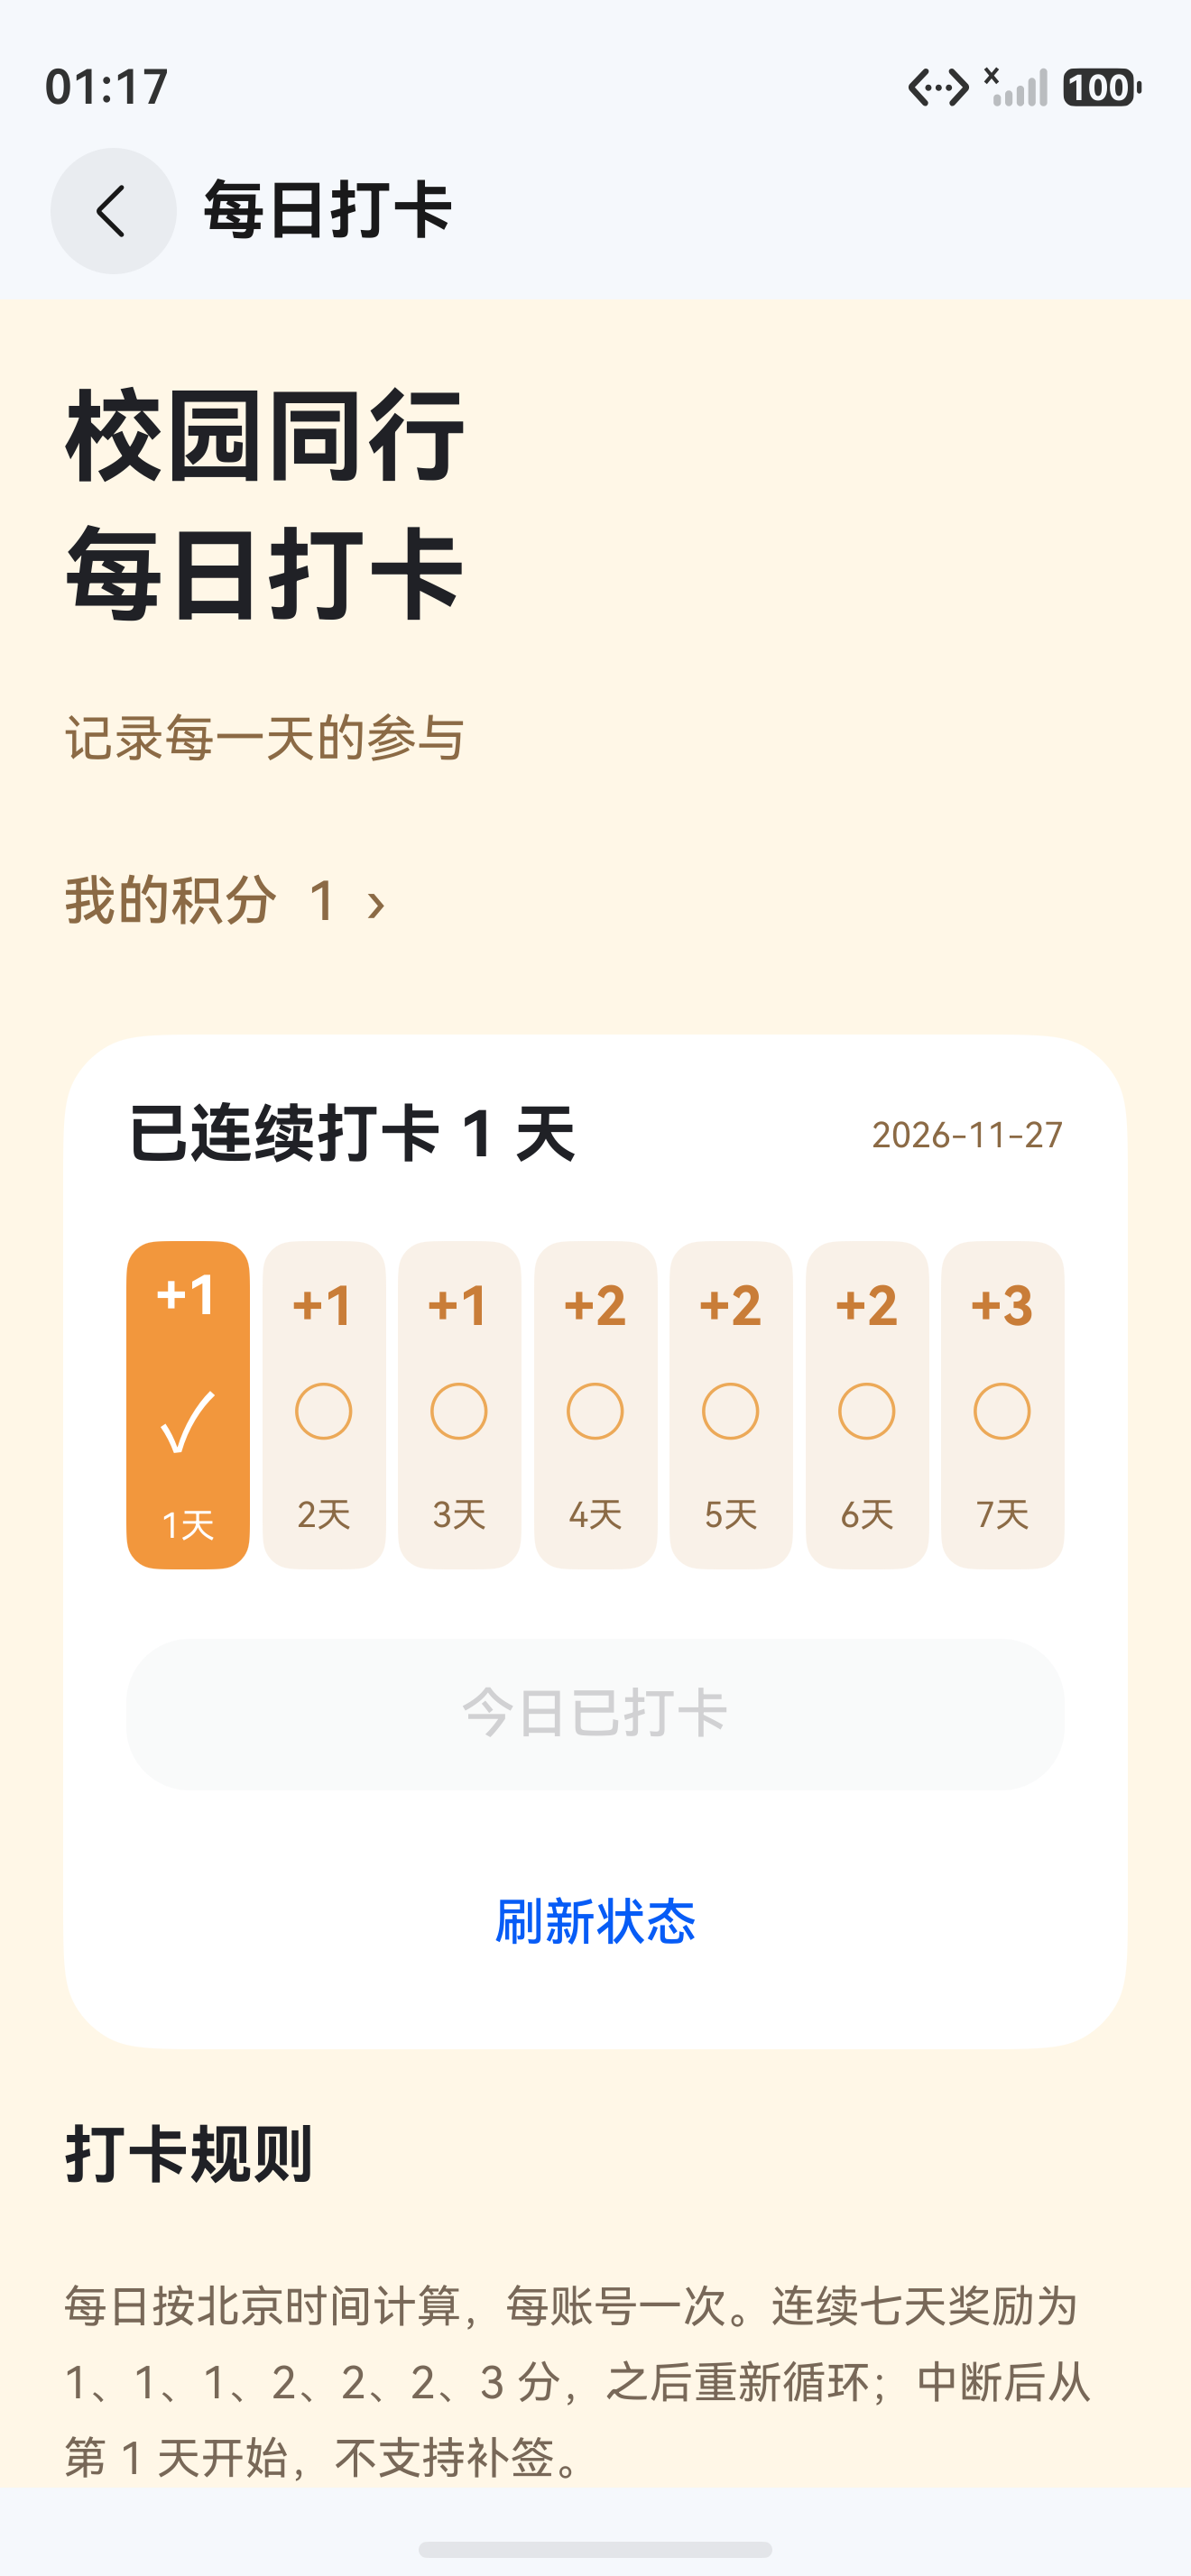 01:17
100
每日打卡
校园同行
每日打卡
记录每一天的参与
我的积分 1 ›
已连续打卡 1 天
2026-11-27
+1 +1 +1 +2 +2 +2 +3
✓
1天 2天 3天 4天 5天 6天 7天
今日已打卡
刷新状态
打卡规则
每日按北京时间计算，每账号一次。连续七天奖励为
1、1、1、2、2、2、3 分，之后重新循环；中断后从
第 1 天开始，不支持补签。